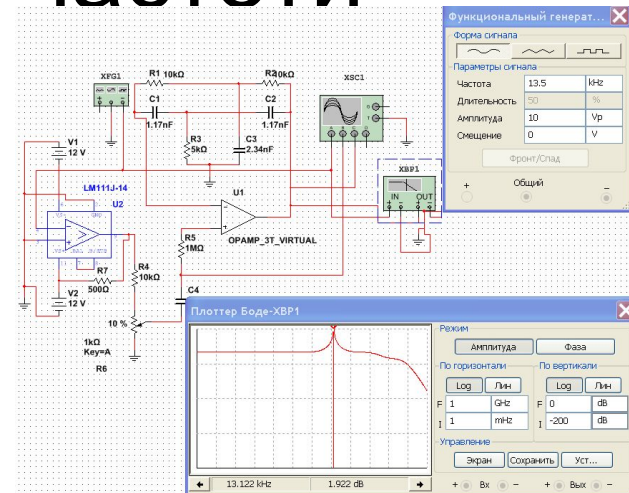 частоти
XFG1
R1 10kΩ
C1
1.17nF
C2
1.17nF
R3
5kΩ
C3
2.34nF
XSC1
V1
12 V
LM111J-14
U2
U1
OPAMP_3T_VIRTUAL
R5
1MΩ
R4
10kΩ
R7
500Ω
V2
12 V
C4
10 %
1kΩ
Key=A
R6
XBP1
IN OUT
Функциональный генерат...
Форма сигнала
Параметры сигнала
Частота 13.5 kHz
Длительность 50 %
Амплитуда 10 Vp
Смещение 0 V
Фронт/Спад
+ Общий –
Плоттер Боде-XBP1
Режим
Амплитуда Фаза
По горизонтали По вертикали
Log Лин Log Лин
F 1 GHz F 0 dB
I 1 mHz I -200 dB
Управление
Экран Сохранить Уст...
13.122 kHz 1.922 dB
+ Вх – + Вых –